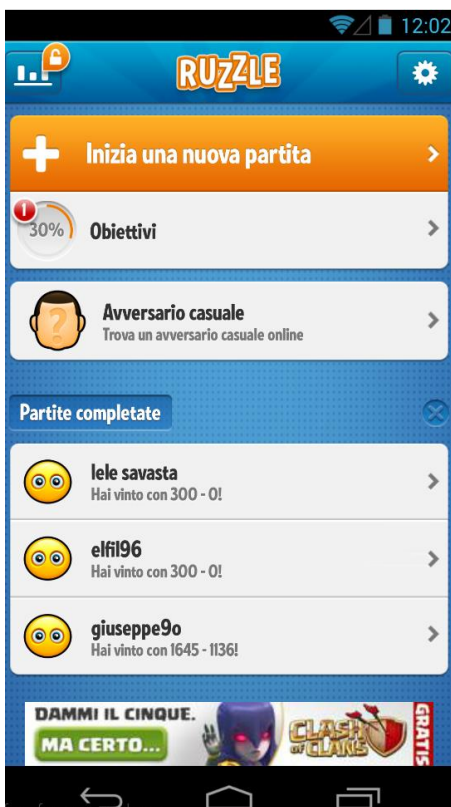 12:02
RUZZLE
Inizia una nuova partita
1
30%
Obiettivi
?
Avversario casuale
Trova un avversario casuale online
Partite completate
lele savasta
Hai vinto con 300 - 0!
elfil96
Hai vinto con 300 - 0!
giuseppe9o
Hai vinto con 1645 - 1136!
DAMMI IL CINQUE.
MA CERTO...
CLASH
OF CLANS
GRATIS